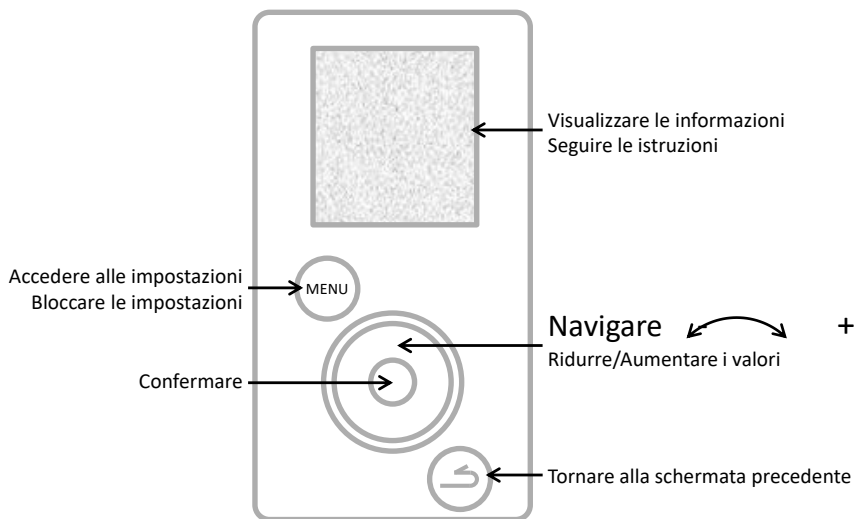 Visualizzare le informazioni
Seguire le istruzioni
Accedere alle impostazioni
Bloccare le impostazioni
MENU
Navigare - +
Ridurre/Aumentare i valori
Confermare
Tornare alla schermata precedente